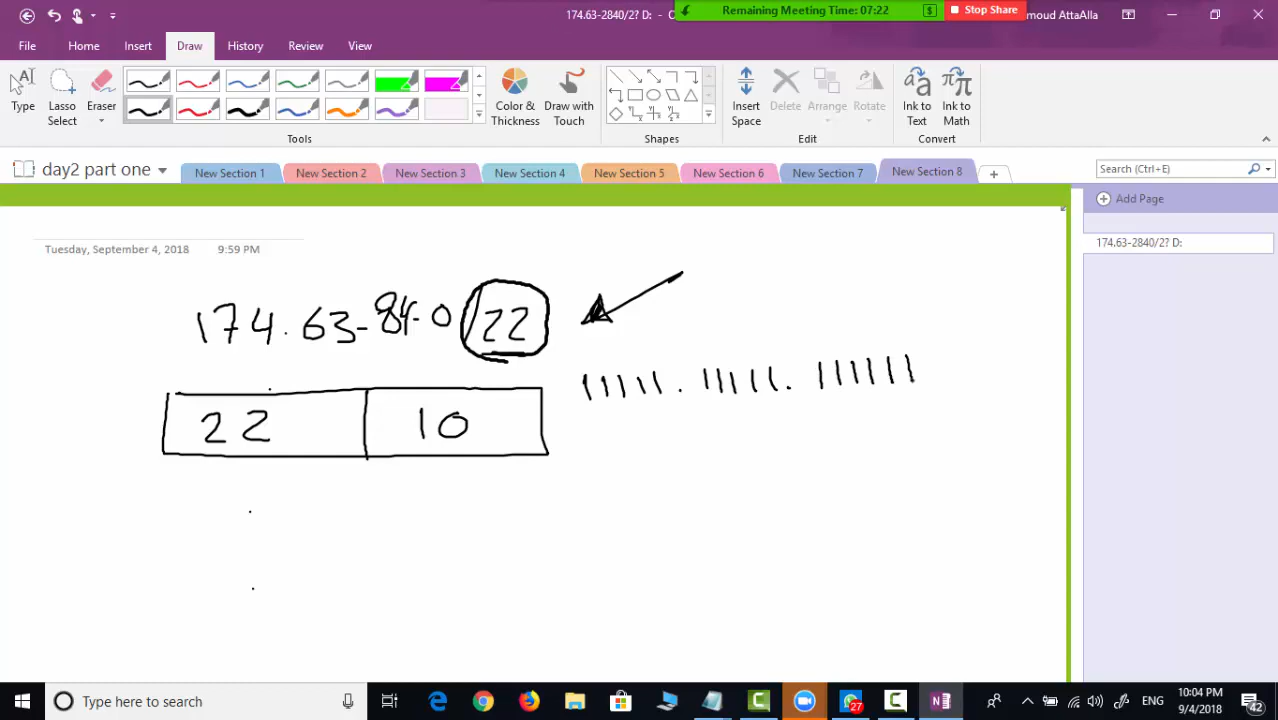 174.63-2840/2? D: - O
Remaining Meeting Time: 07:22
$
Stop Share
moud AttaAlla
File
Home
Insert
Draw
History
Review
View
Type
Lasso Select
Eraser
Color & Thickness
Draw with Touch
Insert Space
Delete
Arrange
Rotate
Ink to Text
Ink to Math
Tools
Shapes
Edit
Convert
day2 part one
New Section 1
New Section 2
New Section 3
New Section 4
New Section 5
New Section 6
New Section 7
New Section 8
Search (Ctrl+E)
Add Page
174.63-2840/2? D:
Tuesday, September 4, 2018
9:59 PM
174.63-84-0/22
11111.11111.111111
22
10
Type here to search
27
ENG
10:04 PM
9/4/2018
42